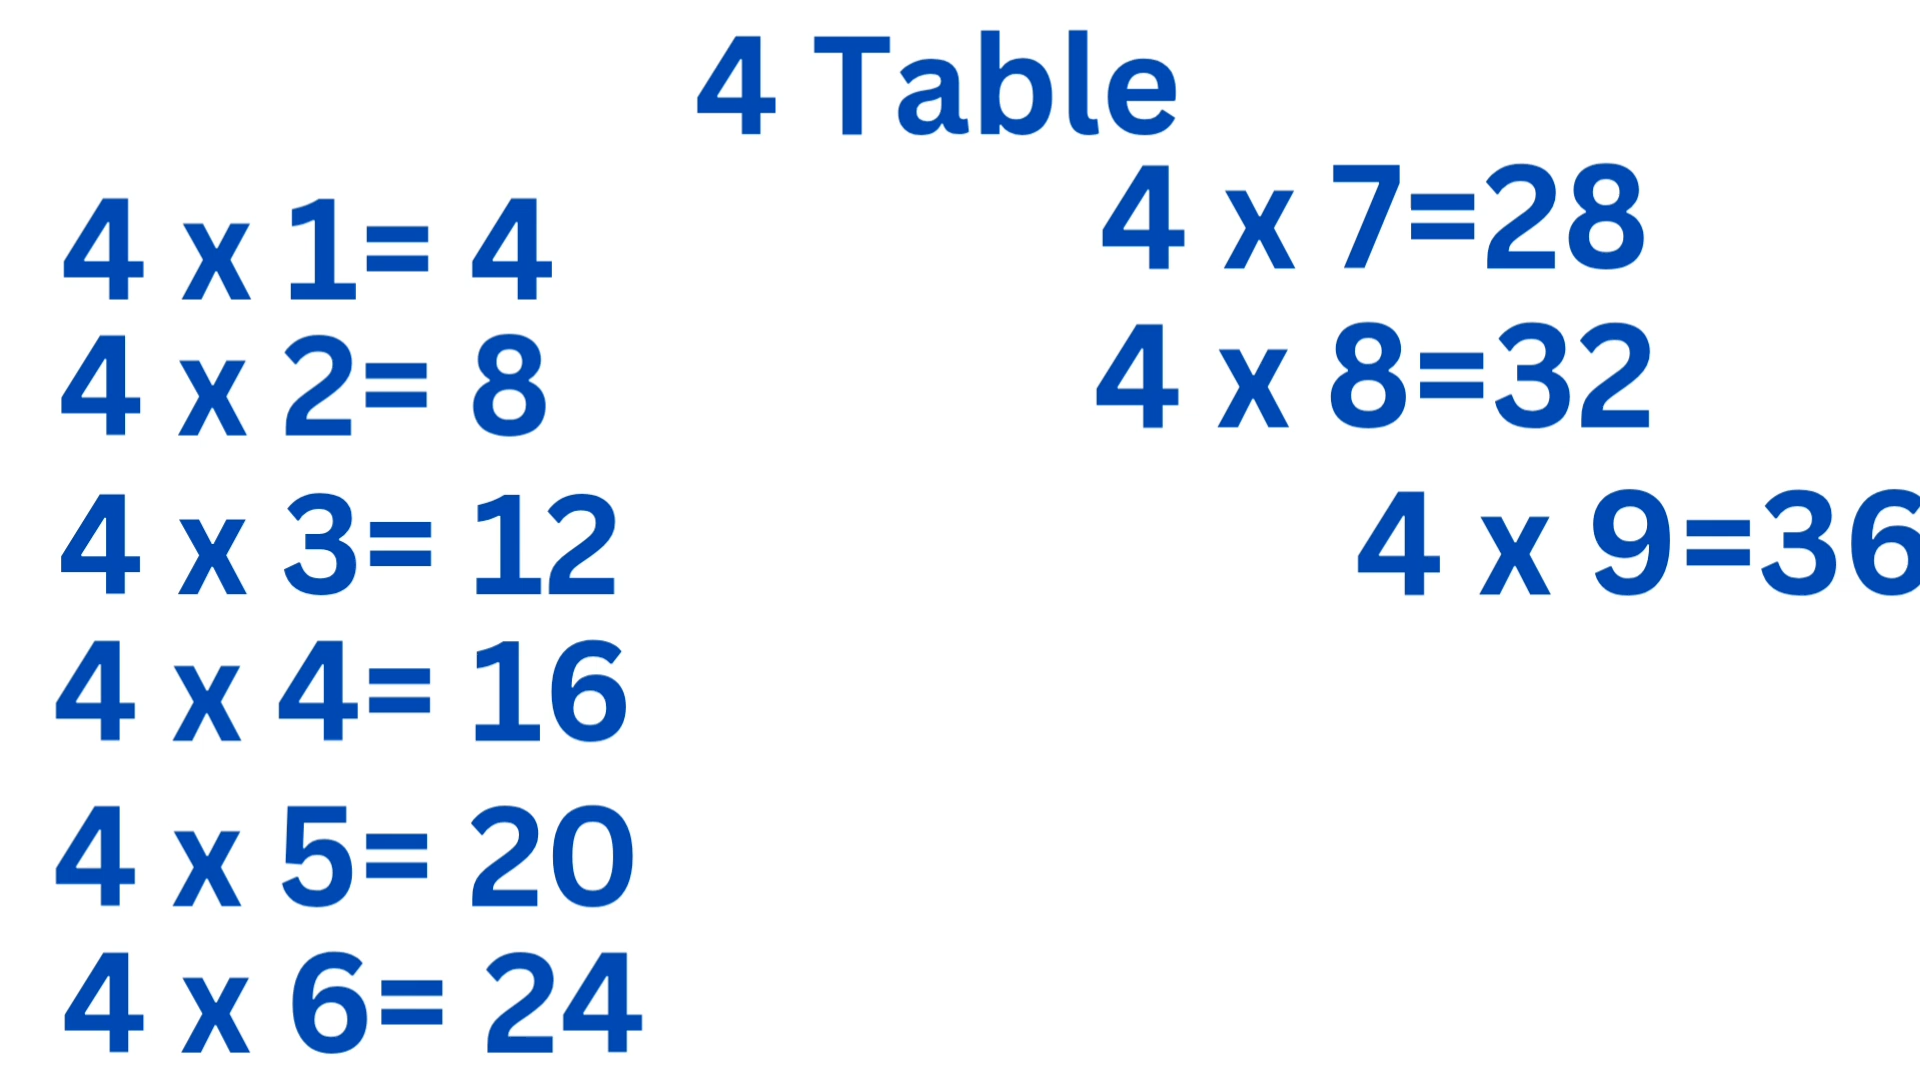 4 Table
4 x 1= 4
4 x 2= 8
4 x 3= 12
4 x 4= 16
4 x 5= 20
4 x 6= 24
4 x 7=28
4 x 8=32
4 x 9=36